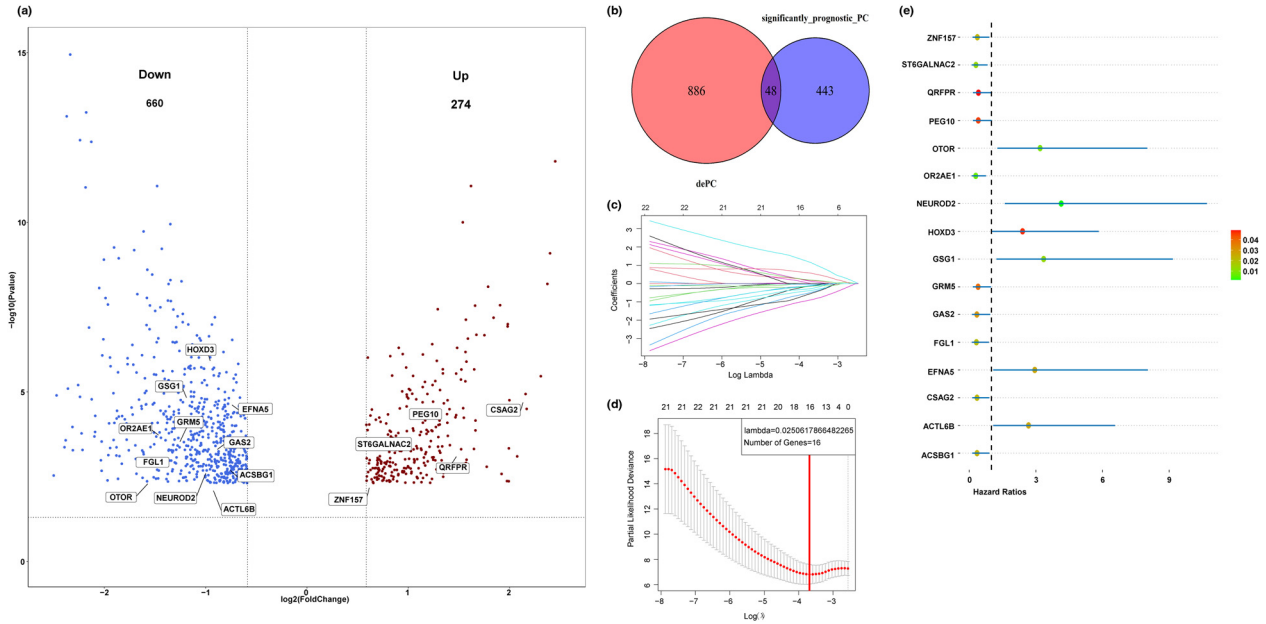 (a)
Down
660
Up
274
HOXD3
GSG1
EFNA5
GRM5
OR2AE1
GAS2
FGL1
ACSBG1
OTOR
NEUROD2
ACTL6B
PEG10
CSAG2
ST6GALNAC2
QRFPR
ZNF157
15
10
5
0
−log10(Pvalue)
−2
−1
0
1
2
log2(FoldChange)
(b)
significantly_prognostic_PC
886
48
443
dePC
(c)
22 22 21 21 16 6
3
2
1
0
−1
−2
−3
Coefficients
−8 −7 −6 −5 −4 −3
Log Lambda
(d)
21 21 21 22 21 21 21 20 18 16 13 4 0
lambda=0.0250617866482265
Number of Genes=16
18
16
14
12
10
8
6
Partial Likelihood Deviance
−8 −7 −6 −5 −4 −3
(e)
ZNF157
ST6GALNAC2
QRFPR
PEG10
OTOR
OR2AE1
NEUROD2
HOXD3
GSG1
GRM5
GAS2
FGL1
EFNA5
CSAG2
ACTL6B
ACSBG1
0 3 6 9
Hazard Ratios
0.04
0.03
0.02
0.01